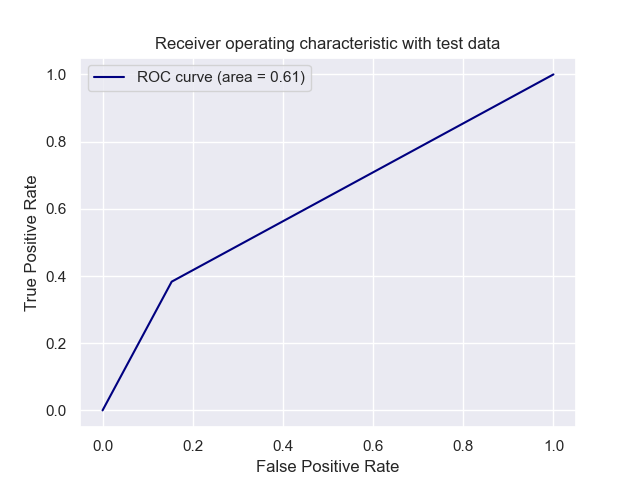 Receiver operating characteristic with test data
ROC curve (area = 0.61)
1.0
0.8
0.6
0.4
0.2
0.0
True Positive Rate
0.0 0.2 0.4 0.6 0.8 1.0
False Positive Rate